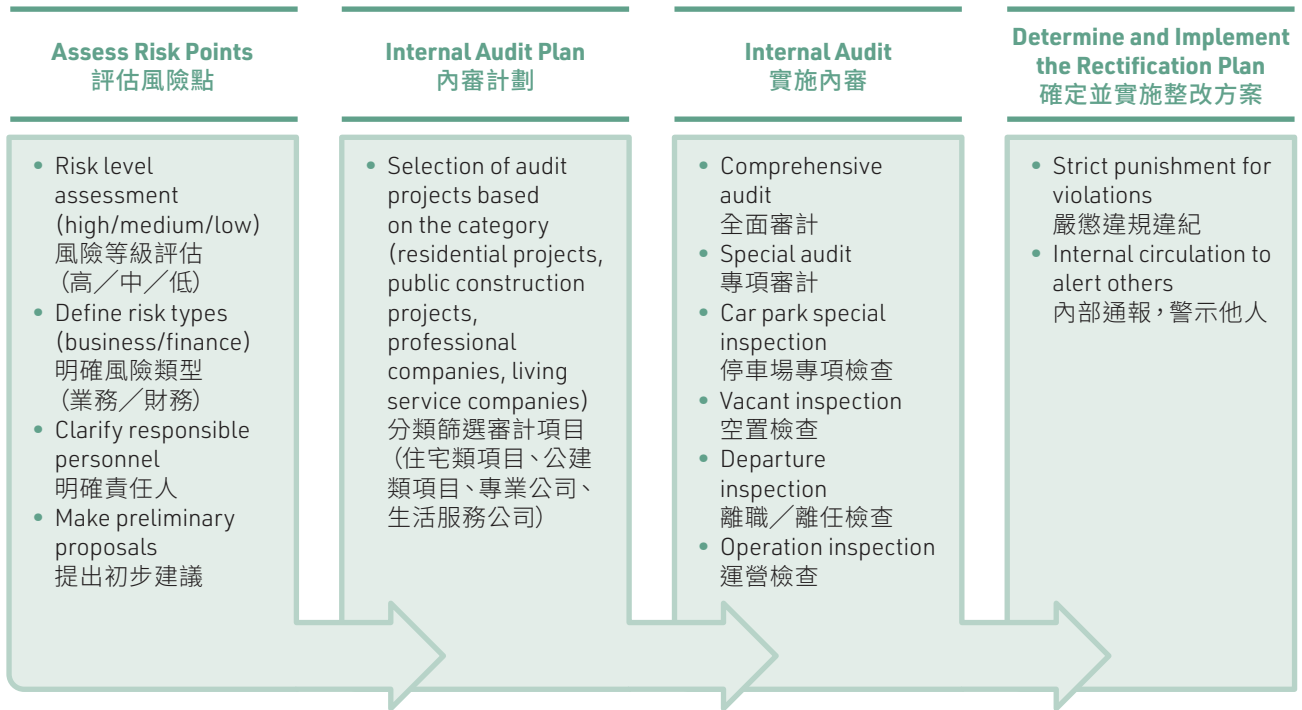 Assess Risk Points
評估風險點
Internal Audit Plan
內審計劃
Internal Audit
實施內審
Determine and Implement
the Rectification Plan
確定並實施整改方案
• Risk level
assessment
(high/medium/low)
風險等級評估
（高／中／低）
• Define risk types
(business/finance)
明確風險類型
（業務／財務）
• Clarify responsible
personnel
明確責任人
• Make preliminary
proposals
提出初步建議
• Selection of audit
projects based
on the category
(residential projects,
public construction
projects,
professional
companies, living
service companies)
分類篩選審計項目
（住宅類項目、公建
類項目、專業公司、
生活服務公司）
• Comprehensive
audit
全面審計
• Special audit
專項審計
• Car park special
inspection
停車場專項檢查
• Vacant inspection
空置檢查
• Departure
inspection
離職／離任檢查
• Operation inspection
運營檢查
• Strict punishment for
violations
嚴懲違規違紀
• Internal circulation to
alert others
內部通報，警示他人